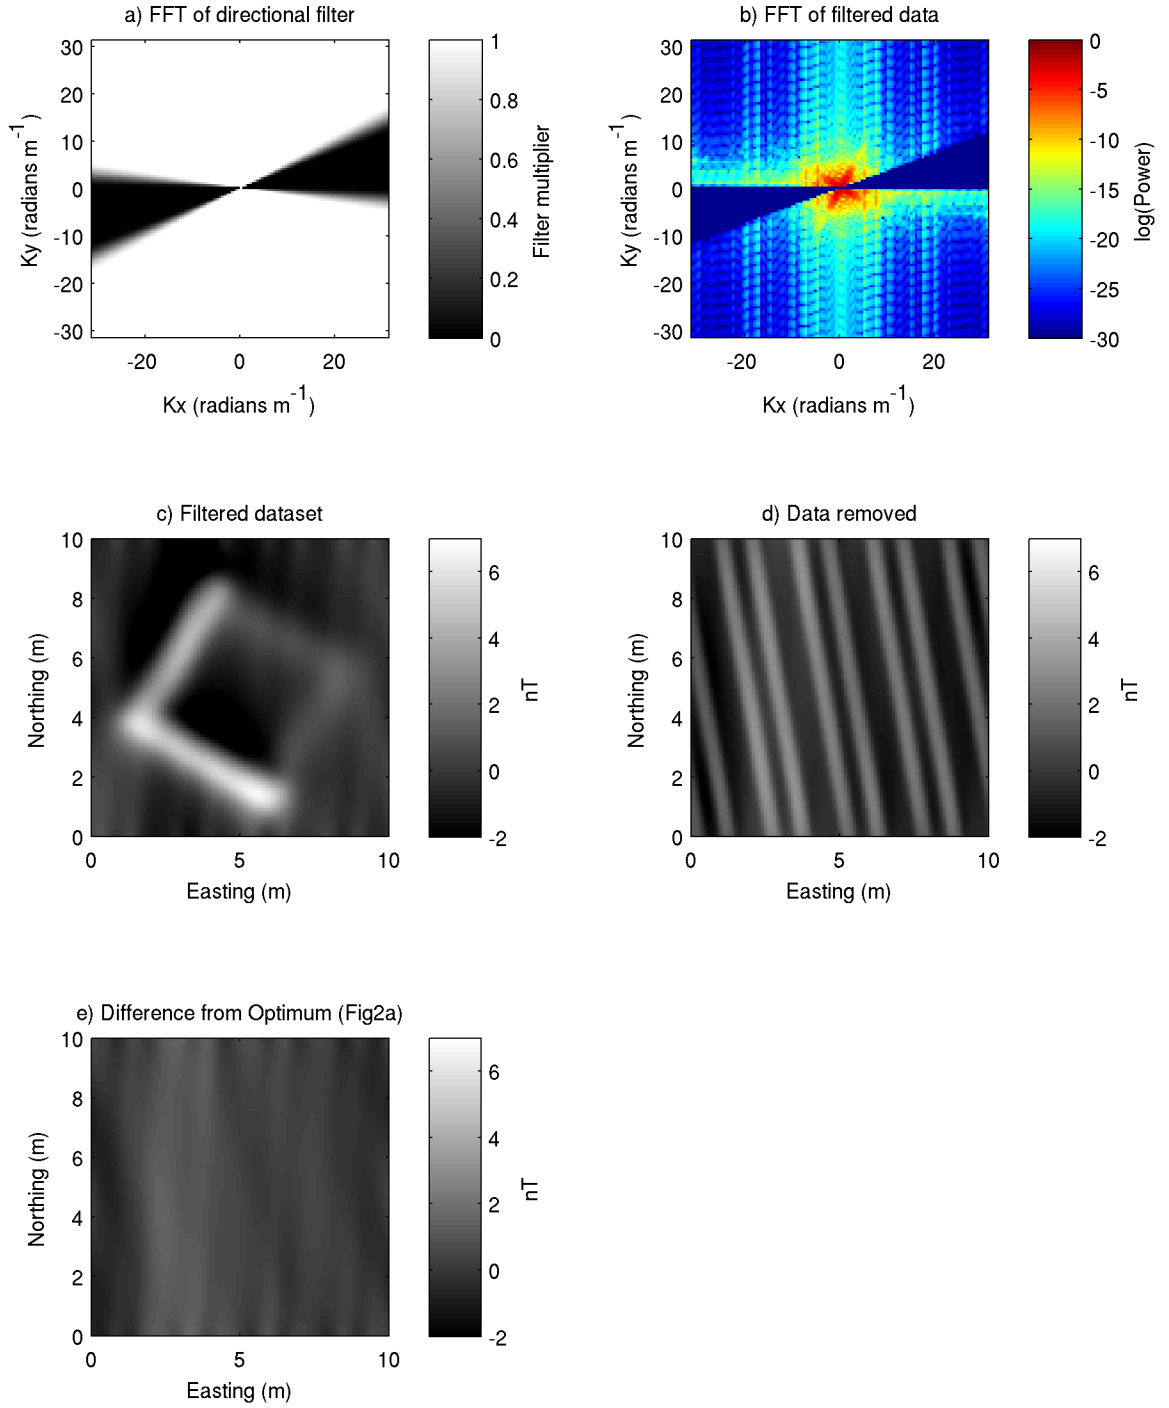 a) FFT of directional filter
30
20
10
0
-10
-20
-30
Ky (radians m^-1)
-20 0 20
Kx (radians m^-1)
1
0.8
0.6
0.4
0.2
0
Filter multiplier
b) FFT of filtered data
30
20
10
0
-10
-20
-30
Ky (radians m^-1)
-20 0 20
Kx (radians m^-1)
0
-5
-10
-15
-20
-25
-30
log(Power)
c) Filtered dataset
10
8
6
4
2
0
Northing (m)
0 5 10
Easting (m)
6
4
2
0
-2
nT
d) Data removed
10
8
6
4
2
0
Northing (m)
0 5 10
Easting (m)
6
4
2
0
-2
nT
e) Difference from Optimum (Fig2a)
10
8
6
4
2
0
Northing (m)
0 5 10
Easting (m)
6
4
2
0
-2
nT